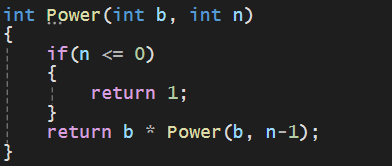 int Power(int b, int n)
{
    if(n <= 0)
    {
        return 1;
    }
    return b * Power(b, n-1);
}